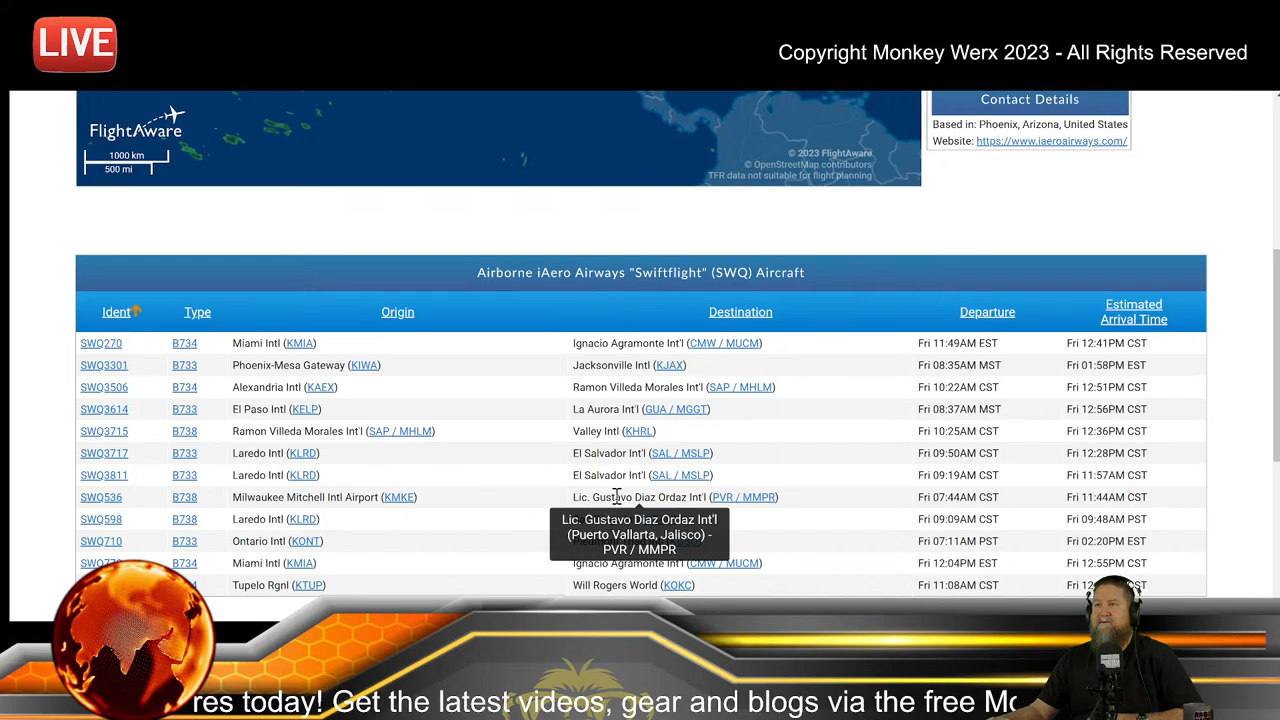 LIVE
Copyright Monkey Werx 2023 - All Rights Reserved
FlightAware
1000 km
500 mi
© 2023 FlightAware
© OpenStreetMap contributors
TFR data not suitable for flight planning
Contact Details
Based in: Phoenix, Arizona, United States
Website: https://www.iaeroairways.com/
Airborne iAero Airways "Swiftflight" (SWQ) Aircraft
Ident Type Origin Destination Departure Estimated Arrival Time
SWQ270 B734 Miami Intl (KMIA) Ignacio Agramonte Int'l (CMW / MUCM) Fri 11:49AM EST Fri 12:41PM CST
SWQ3301 B733 Phoenix-Mesa Gateway (KIWA) Jacksonville Intl (KJAX) Fri 08:35AM MST Fri 01:58PM EST
SWQ3506 B734 Alexandria Intl (KAEX) Ramon Villeda Morales Int'l (SAP / MHLM) Fri 10:22AM CST Fri 12:51PM CST
SWQ3614 B733 El Paso Intl (KELP) La Aurora Int'l (GUA / MGGT) Fri 08:37AM MST Fri 12:56PM CST
SWQ3715 B738 Ramon Villeda Morales Int'l (SAP / MHLM) Valley Intl (KHRL) Fri 10:25AM CST Fri 12:36PM CST
SWQ3717 B733 Laredo Intl (KLRD) El Salvador Int'l (SAL / MSLP) Fri 09:50AM CST Fri 12:28PM CST
SWQ3811 B733 Laredo Intl (KLRD) El Salvador Int'l (SAL / MSLP) Fri 09:19AM CST Fri 11:57AM CST
SWQ536 B738 Milwaukee Mitchell Intl Airport (KMKE) Lic. Gustavo Diaz Ordaz Int'l (PVR / MMPR) Fri 07:44AM CST Fri 11:44AM CST
SWQ598 B738 Laredo Intl (KLRD) Fri 09:09AM CST Fri 09:48AM PST
SWQ710 B738 Ontario Intl (KONT) Fri 07:11AM PST Fri 12:03PM EST
Lic. Gustavo Diaz Ordaz Int'l
(Puerto Vallarta, Jalisco) -
PVR / MMPR
B734 Miami Intl (KMIA) Ignacio Agramonte Int'l (CMW / MUCM) Fri 12:04PM EST Fri 12:55PM CST
Tupelo Rgnl (KTUP) Will Rogers World (KOKC) Fri 11:08AM CST Fri
res today! Get the latest videos, gear and blogs via the free Mo